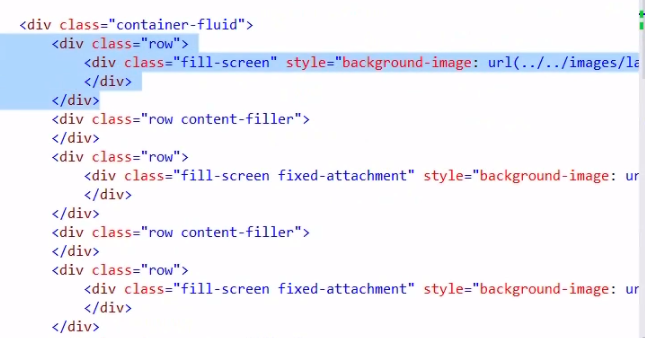 <div class="container-fluid">
<div class="row">
<div class="fill-screen" style="background-image: url(../../images/la
</div>
</div>
<div class="row content-filler">
</div>
<div class="row">
<div class="fill-screen fixed-attachment" style="background-image: ur
</div>
</div>
<div class="row content-filler">
</div>
<div class="row">
<div class="fill-screen fixed-attachment" style="background-image: ur
</div>
</div>